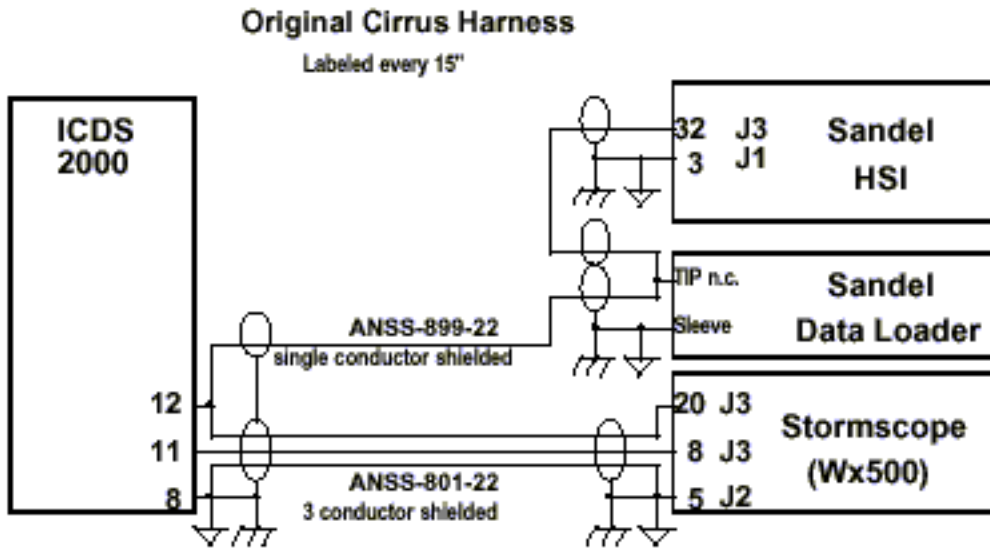 Original Cirrus Harness
Labeled every 15"
ICDS
2000
32 J3
3 J1
Sandel
HSI
TIP n.c.
Sleeve
Sandel
Data Loader
ANSS-899-22
single conductor shielded
12
11
8
20 J3
8 J3
5 J2
Stormscope
(Wx500)
ANSS-801-22
3 conductor shielded